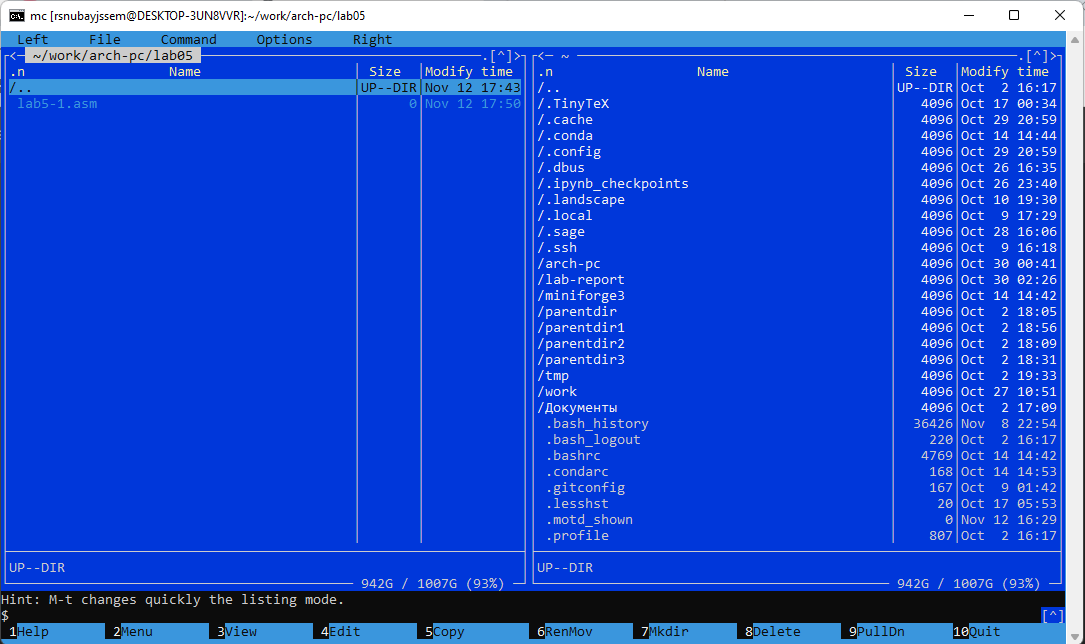 mc [rsnubayjssem@DESKTOP-3UN8VVR]:~/work/arch-pc/lab05
Left File Command Options Right
<─ ~/work/arch-pc/lab05 .[^]> <─ ~ .[^]>
.n Name Size Modify time .n Name Size Modify time
/.. UP--DIR Nov 12 17:43 /.. UP--DIR Oct 2 16:17
lab5-1.asm 0 Nov 12 17:50 /.TinyTeX 4096 Oct 17 00:34
/.cache 4096 Oct 29 20:59
/.conda 4096 Oct 14 14:44
/.config 4096 Oct 29 20:59
/.dbus 4096 Oct 26 16:35
/.ipynb_checkpoints 4096 Oct 26 23:40
/.landscape 4096 Oct 10 19:30
/.local 4096 Oct 9 17:29
/.sage 4096 Oct 28 16:06
/.ssh 4096 Oct 9 16:18
/arch-pc 4096 Oct 30 00:41
/lab-report 4096 Oct 30 02:26
/miniforge3 4096 Oct 14 14:42
/parentdir 4096 Oct 2 18:05
/parentdir1 4096 Oct 2 18:56
/parentdir2 4096 Oct 2 18:09
/parentdir3 4096 Oct 2 18:31
/tmp 4096 Oct 2 19:33
/work 4096 Oct 27 10:51
/Документы 4096 Oct 2 17:09
.bash_history 36426 Nov 8 22:54
.bash_logout 220 Oct 2 16:17
.bashrc 4769 Oct 14 14:42
.condarc 168 Oct 14 14:53
.gitconfig 167 Oct 9 01:42
.lesshst 20 Oct 17 05:53
.motd_shown 0 Nov 12 16:29
.profile 807 Oct 2 16:17
UP--DIR UP--DIR
942G / 1007G (93%) 942G / 1007G (93%)
Hint: M-t changes quickly the listing mode.
$ [^]
1Help 2Menu 3View 4Edit 5Copy 6RenMov 7Mkdir 8Delete 9PullDn 10Quit